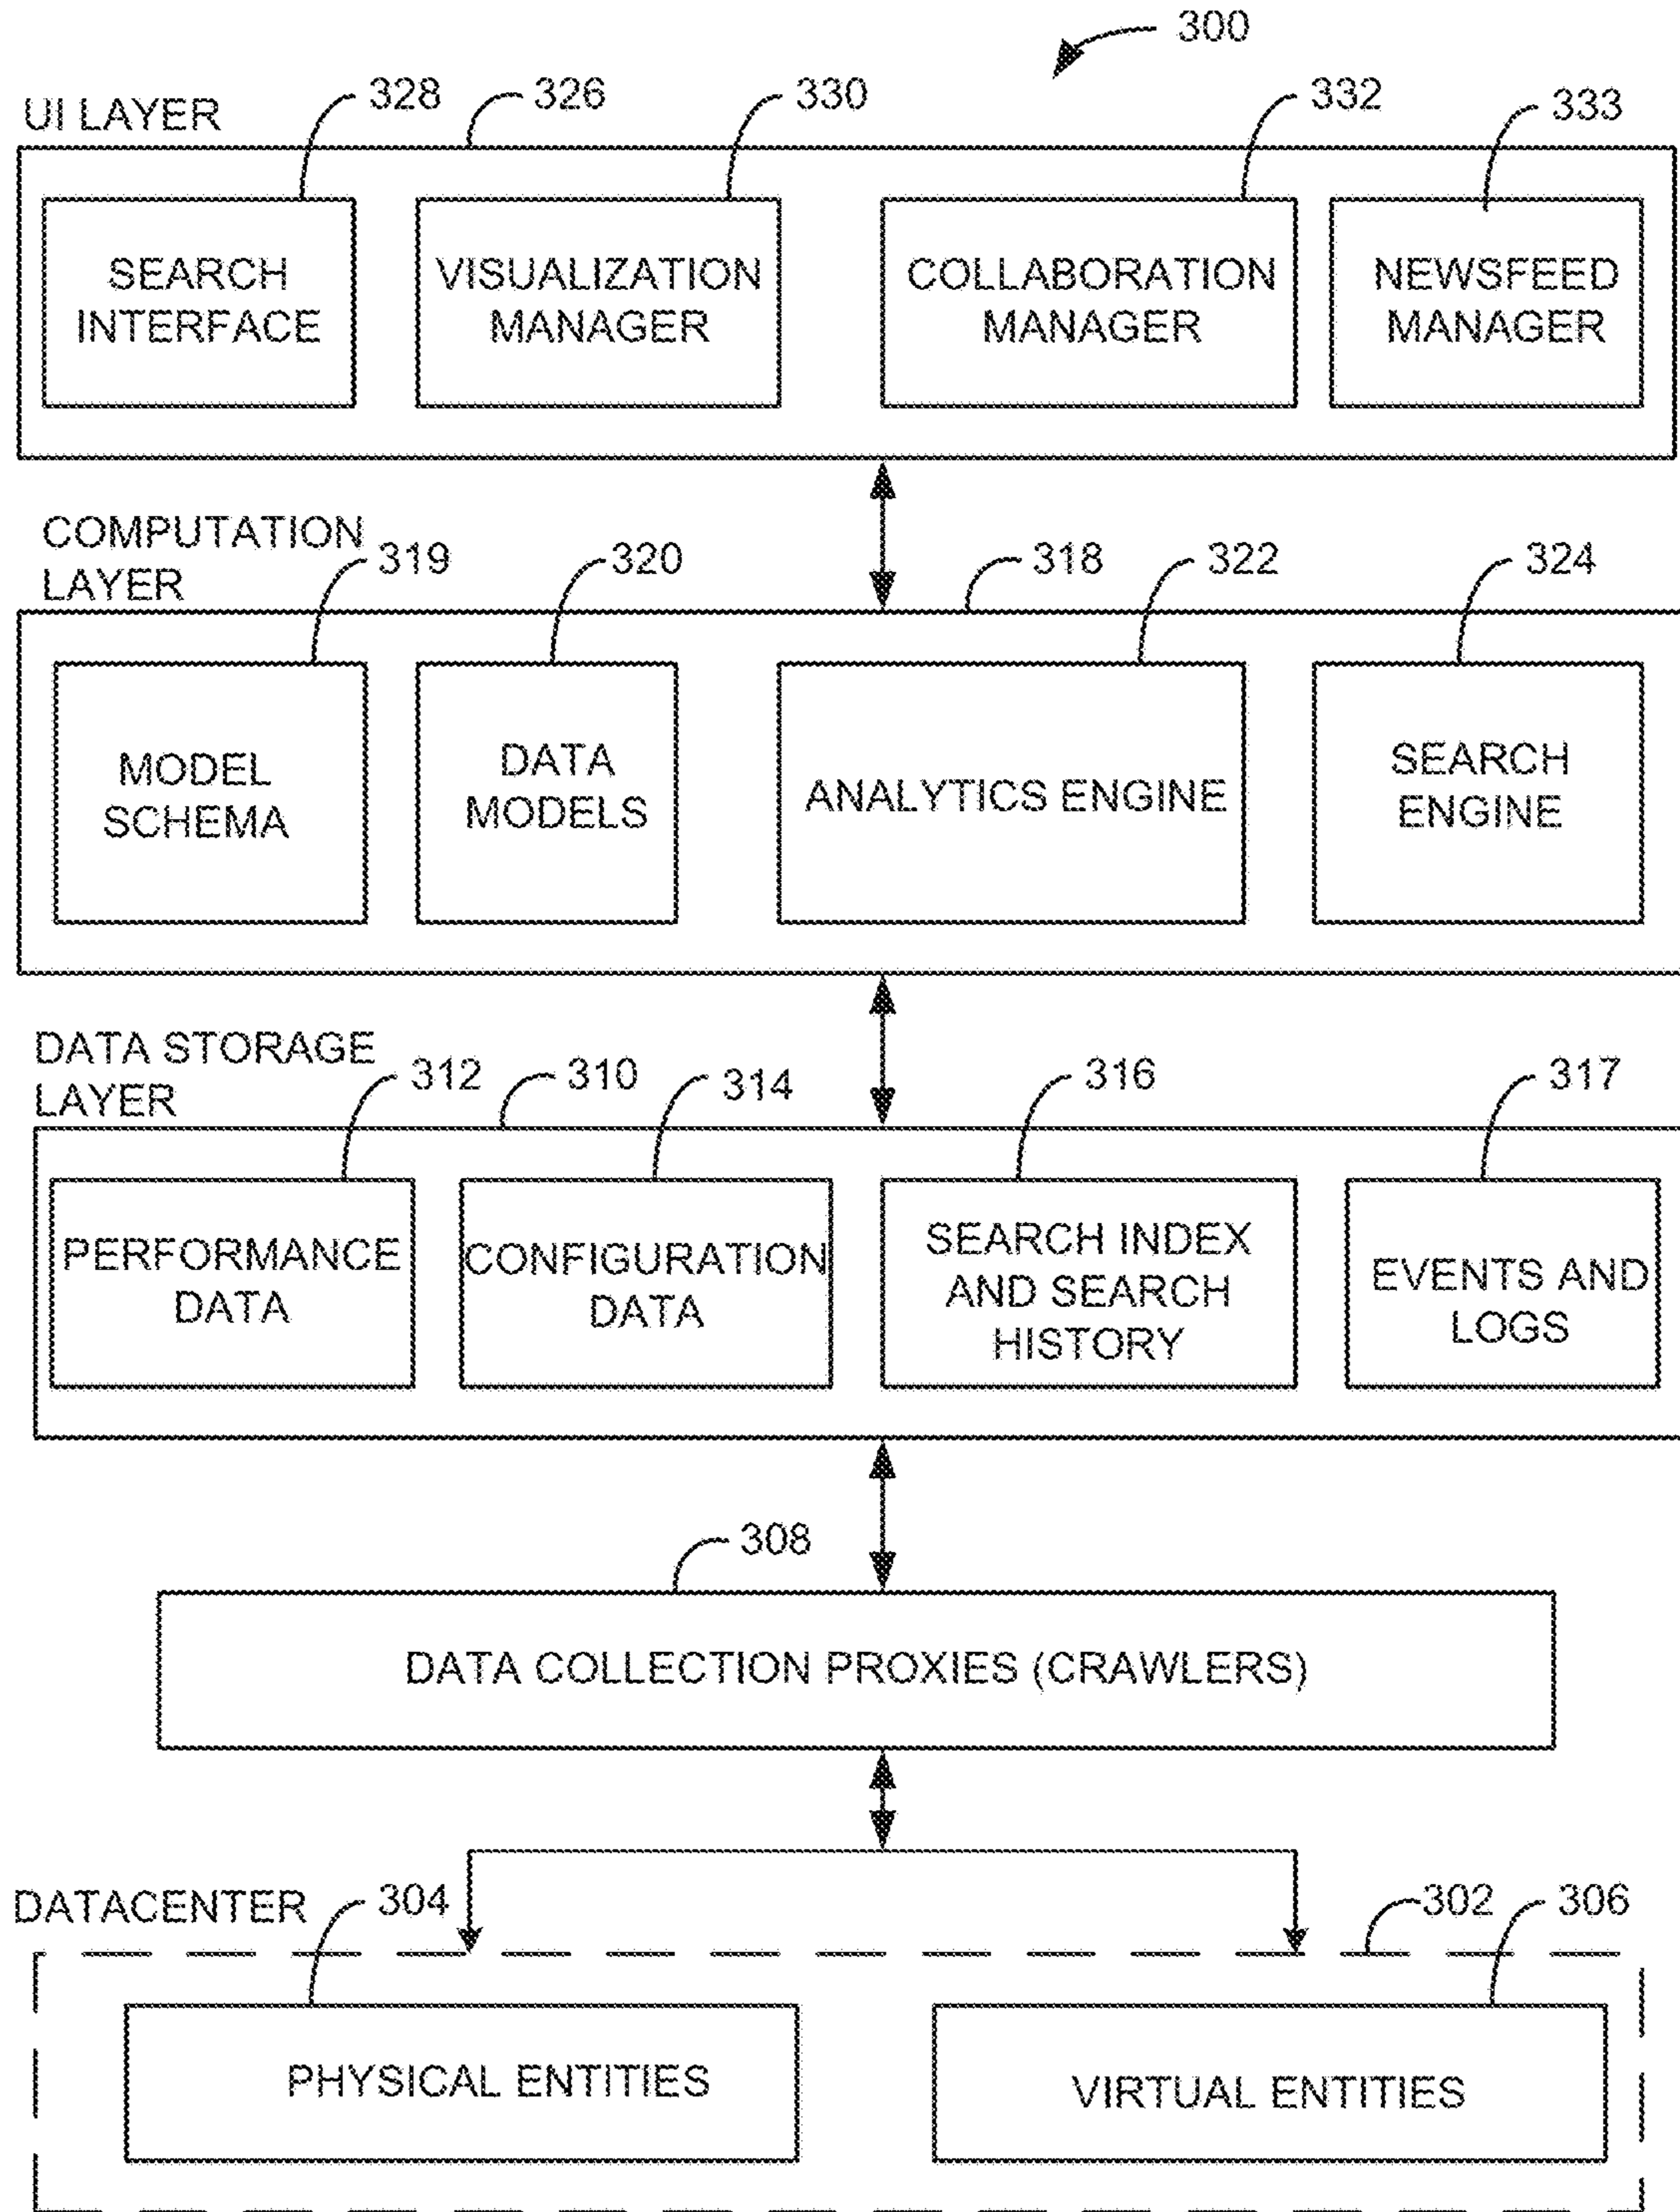 300
328
326
330
332
333
UI LAYER
SEARCH
INTERFACE
VISUALIZATION
MANAGER
COLLABORATION
MANAGER
NEWSFEED
MANAGER
COMPUTATION
LAYER
319
320
318
322
324
MODEL
SCHEMA
DATA
MODELS
ANALYTICS ENGINE
SEARCH
ENGINE
DATA STORAGE
LAYER
312
310
314
316
317
PERFORMANCE
DATA
CONFIGURATION
DATA
SEARCH INDEX
AND SEARCH
HISTORY
EVENTS AND
LOGS
308
DATA COLLECTION PROXIES (CRAWLERS)
DATACENTER
304
302
306
PHYSICAL ENTITIES
VIRTUAL ENTITIES